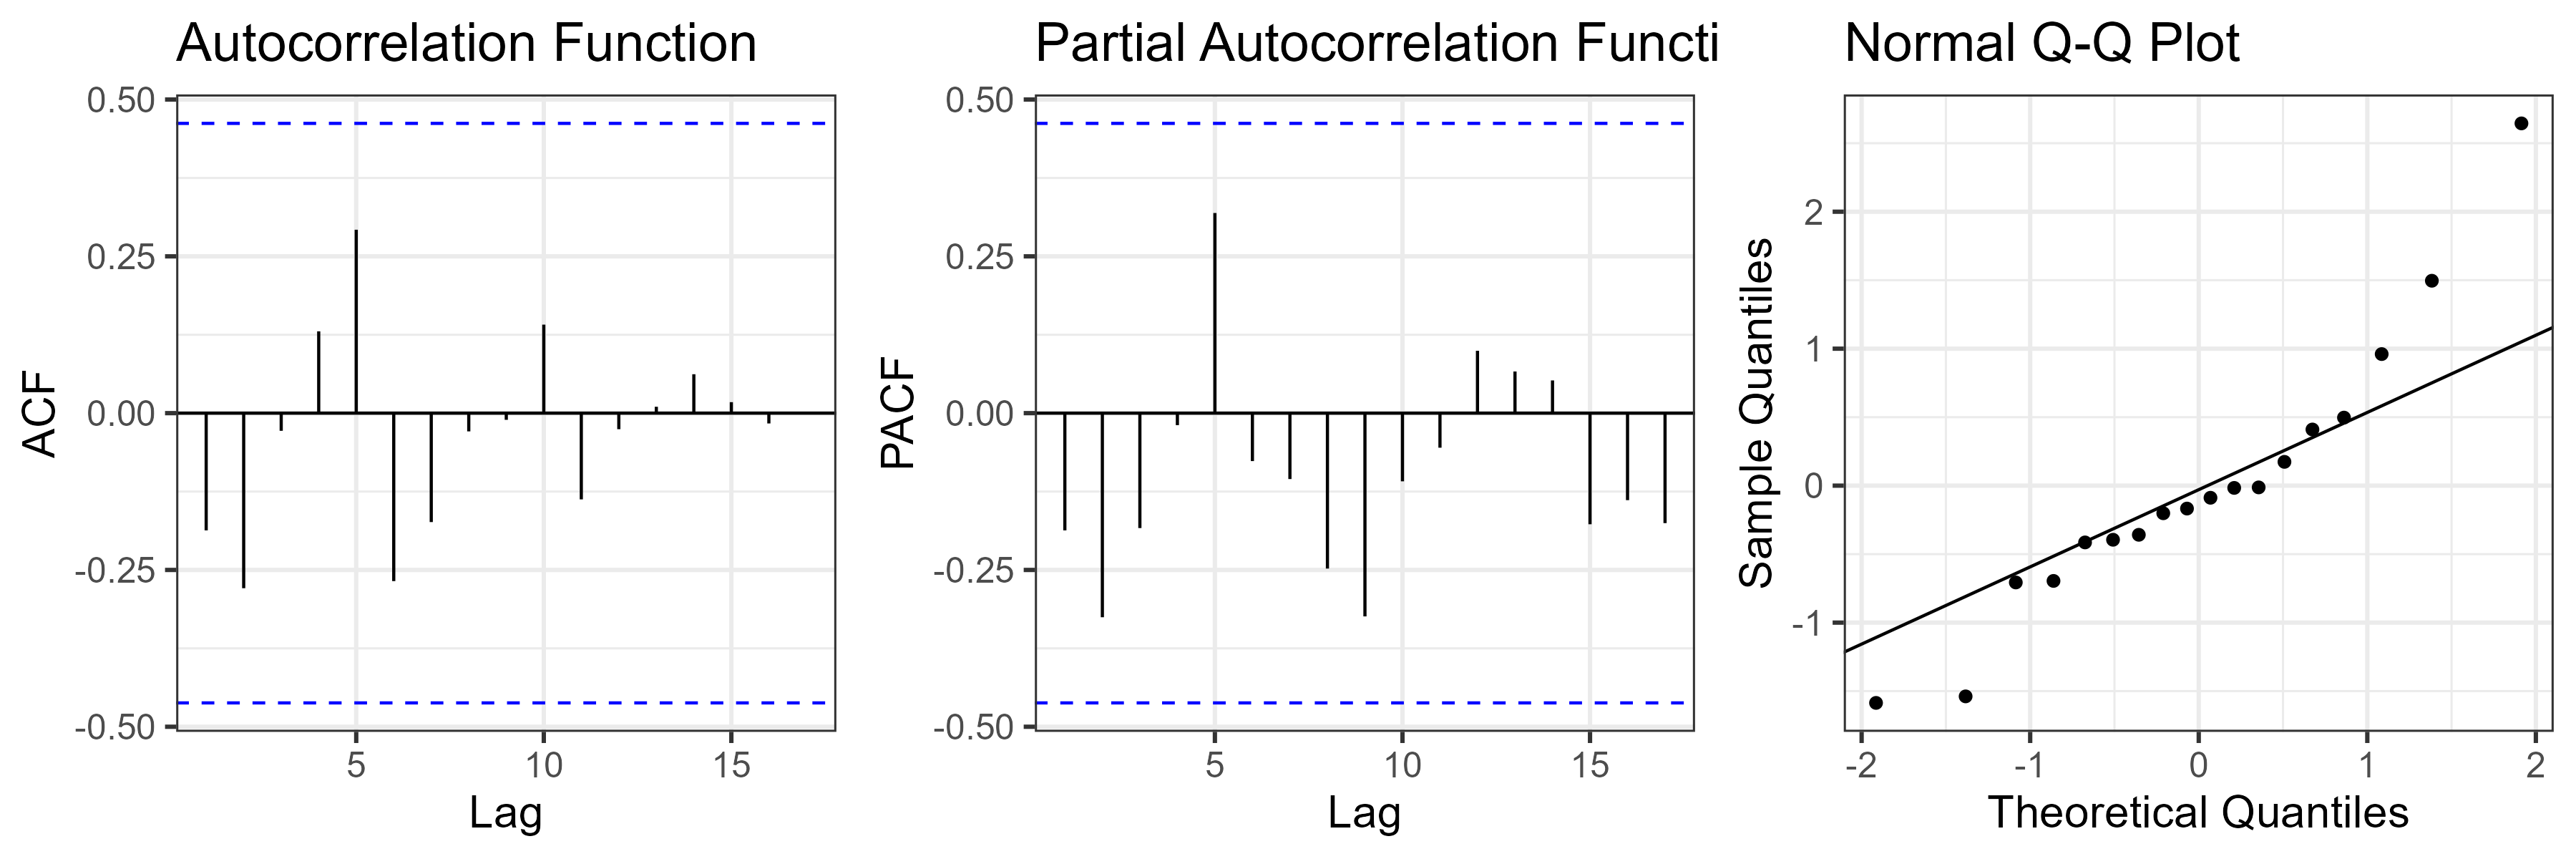 Autocorrelation Function
0.50
0.25
0.00
-0.25
-0.50
ACF
5 10 15
Lag
Partial Autocorrelation Functi
0.50
0.25
0.00
-0.25
-0.50
PACF
5 10 15
Lag
Normal Q-Q Plot
2
1
0
-1
Sample Quantiles
-2 -1 0 1 2
Theoretical Quantiles